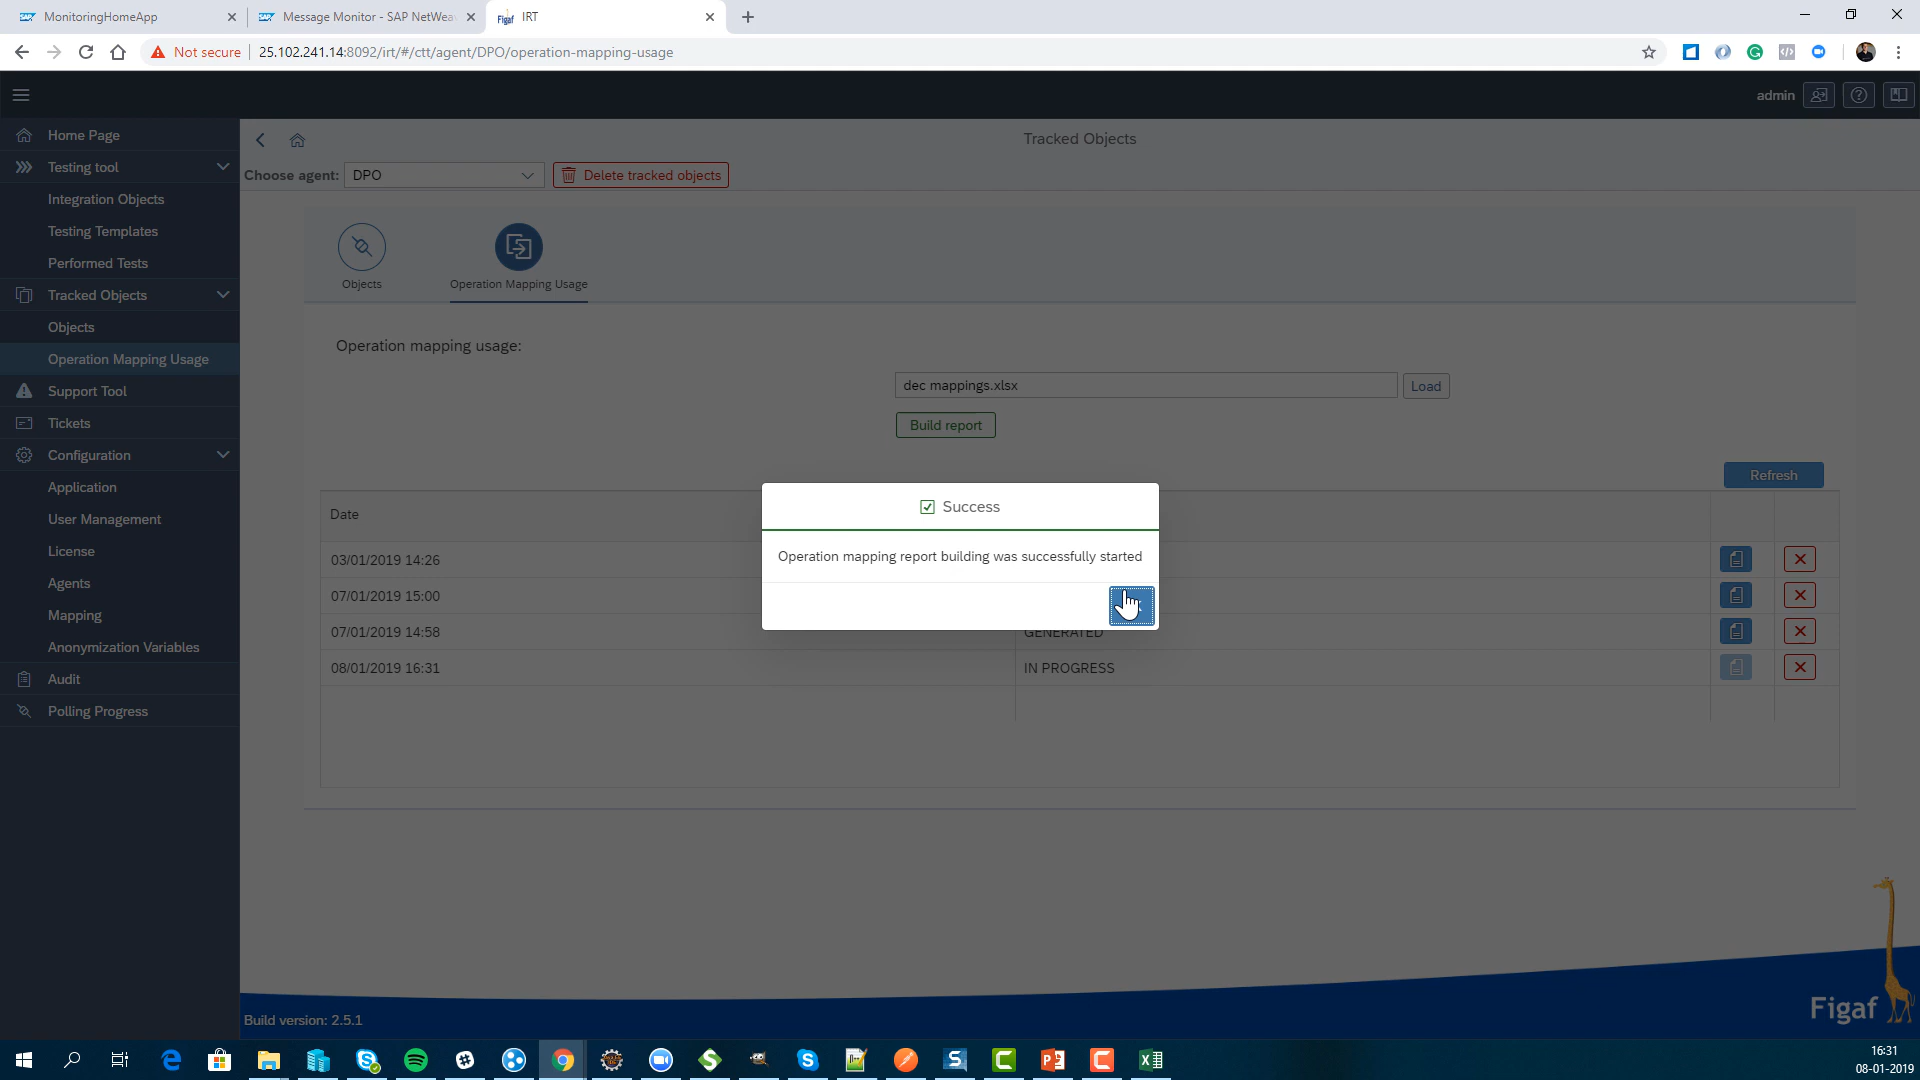 MonitoringHomeApp
Message Monitor - SAP NetWea
Figaf IRT
Not secure
25.102.241.14:8092/irt/#/ctt/agent/DPO/operation-mapping-usage
admin
Home Page
Testing tool
Integration Objects
Testing Templates
Performed Tests
Tracked Objects
Objects
Operation Mapping Usage
Support Tool
Tickets
Configuration
Application
User Management
License
Agents
Mapping
Anonymization Variables
Audit
Polling Progress
Tracked Objects
Choose agent: DPO Delete tracked objects
Objects
Operation Mapping Usage
Operation mapping usage:
dec mappings.xlsx Load
Build report
Refresh
Date
03/01/2019 14:26
07/01/2019 15:00
07/01/2019 14:58 GENERATED
08/01/2019 16:31 IN PROGRESS
Success
Operation mapping report building was successfully started
Build version: 2.5.1
Figaf
16:31
08-01-2019